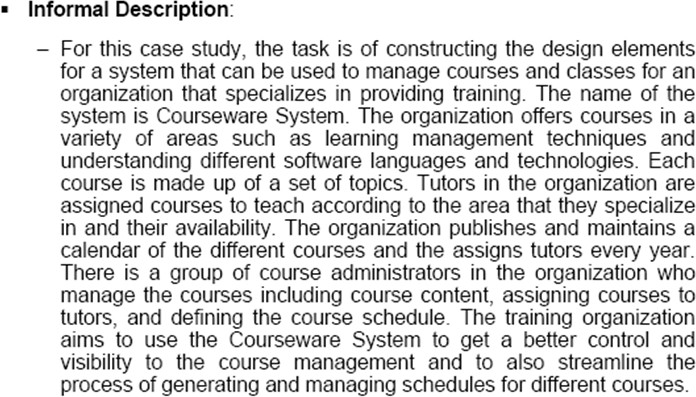 ▪ Informal Description:
– For this case study, the task is of constructing the design elements
for a system that can be used to manage courses and classes for an
organization that specializes in providing training. The name of the
system is Courseware System. The organization offers courses in a
variety of areas such as learning management techniques and
understanding different software languages and technologies. Each
course is made up of a set of topics. Tutors in the organization are
assigned courses to teach according to the area that they specialize
in and their availability. The organization publishes and maintains a
calendar of the different courses and the assigns tutors every year.
There is a group of course administrators in the organization who
manage the courses including course content, assigning courses to
tutors, and defining the course schedule. The training organization
aims to use the Courseware System to get a better control and
visibility to the course management and to also streamline the
process of generating and managing schedules for different courses.